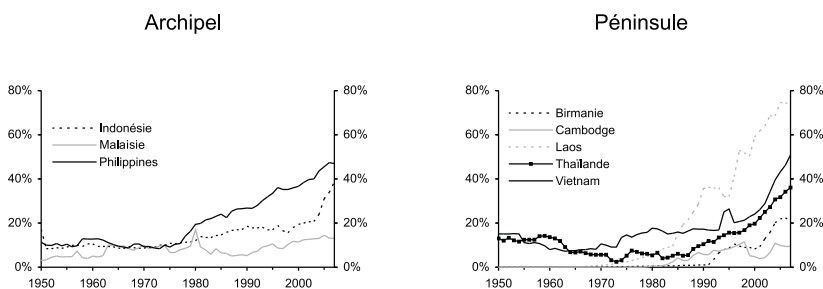 Archipel
Péninsule
80% 80% 80% 80%
Indonésie
Malaisie
Philippines
Birmanie
Cambodge
Laos
Thaïlande
Vietnam
60% 60% 60% 60%
40% 40% 40% 40%
20% 20% 20% 20%
0% 0% 0% 0%
1950 1960 1970 1980 1990 2000
1950 1960 1970 1980 1990 2000